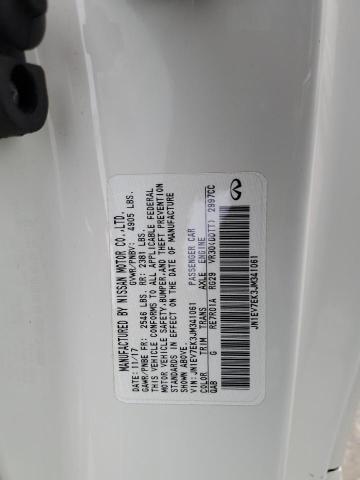 MANUFACTURED BY NISSAN MOTOR CO.,LTD.
DATE: 11/17 GVWR/PNBV: 4905 LBS.
GAWR/PNBE FR: 2546 LBS RR: 2381 LBS.
THIS VEHICLE CONFORMS TO ALL APPLICABLE FEDERAL
MOTOR VEHICLE SAFETY,BUMPER,AND THEFT PREVENTION
STANDARDS IN EFFECT ON THE DATE OF MANUFACTURE
SHOWN ABOVE.
VIN: JN1EV7EK3JM341061 PASSENGER CAR
COLOR TRIM TRANS AXLE ENGINE
QAB G RE7R01A R029 VR30(DDTT) 2997CC
JN1EV7EK3JM341061
INFINITI